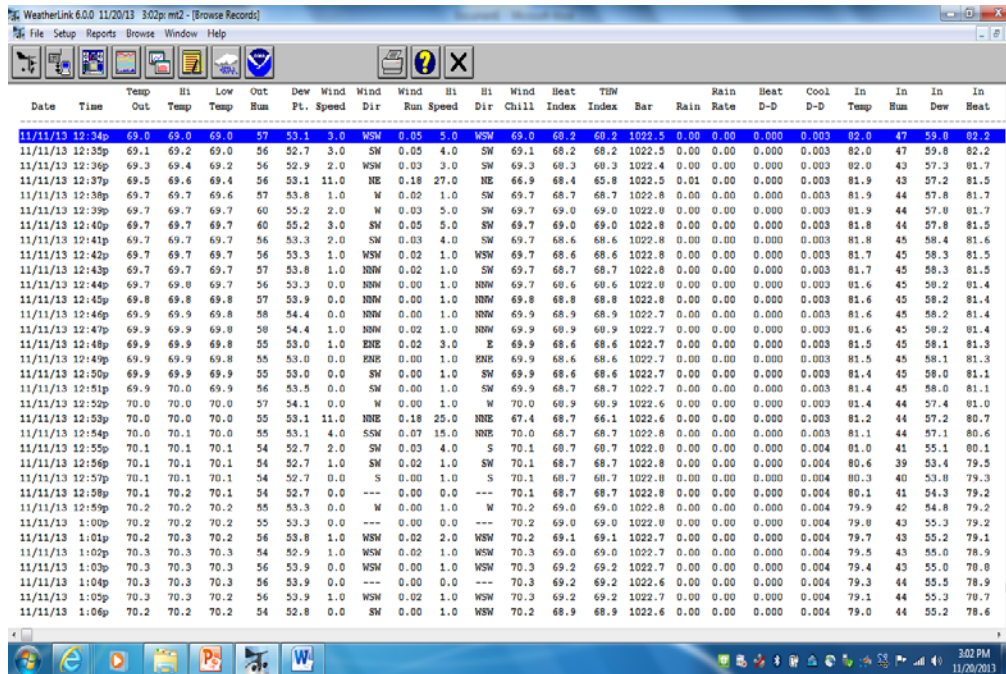 WeatherLink 6.0.0 11/20/13 3:02p: mt2 - [Browse Records]
File Setup Reports Browse Window Help
Temp Hi Low Out Dew Wind Wind Wind Hi Hi Wind Heat THW Rain Heat Cool In In In In
Date Time Out Temp Temp Hum Pt. Speed Dir Run Speed Dir Chill Index Index Bar Rain Rate D-D D-D Temp Hum Dew Heat
11/11/13 12:34p 69.0 69.0 69.0 57 53.1 3.0 WSW 0.05 5.0 WSW 69.0 68.2 68.2 1022.5 0.00 0.00 0.000 0.003 82.0 47 59.8 82.2
11/11/13 12:35p 69.1 69.2 69.0 56 52.7 3.0 SW 0.05 4.0 SW 69.1 68.2 68.2 1022.5 0.00 0.00 0.000 0.003 82.0 47 59.8 82.2
11/11/13 12:36p 69.3 69.4 69.2 56 52.9 2.0 WSW 0.03 3.0 SW 69.3 68.3 68.3 1022.4 0.00 0.00 0.000 0.003 82.0 43 57.3 81.7
11/11/13 12:37p 69.5 69.6 69.4 56 53.1 11.0 NE 0.18 27.0 NE 66.9 68.4 65.8 1022.5 0.01 0.00 0.000 0.003 81.9 43 57.2 81.5
11/11/13 12:38p 69.7 69.7 69.6 57 53.8 1.0 W 0.02 1.0 SW 69.7 68.7 68.7 1022.8 0.00 0.00 0.000 0.003 81.9 44 57.8 81.7
11/11/13 12:39p 69.7 69.7 69.7 60 55.2 2.0 W 0.03 5.0 SW 69.7 69.0 69.0 1022.8 0.00 0.00 0.000 0.003 81.9 44 57.8 81.7
11/11/13 12:40p 69.7 69.7 69.7 60 55.2 3.0 SW 0.05 5.0 SW 69.7 69.0 69.0 1022.8 0.00 0.00 0.000 0.003 81.8 44 57.8 81.5
11/11/13 12:41p 69.7 69.7 69.7 56 53.3 2.0 SW 0.03 4.0 SW 69.7 68.6 68.6 1022.8 0.00 0.00 0.000 0.003 81.8 45 58.4 81.6
11/11/13 12:42p 69.7 69.7 69.7 56 53.3 1.0 WSW 0.02 1.0 WSW 69.7 68.6 68.6 1022.8 0.00 0.00 0.000 0.003 81.7 45 58.3 81.5
11/11/13 12:43p 69.7 69.7 69.7 57 53.8 1.0 NNW 0.02 1.0 SW 69.7 68.7 68.7 1022.8 0.00 0.00 0.000 0.003 81.7 45 58.3 81.5
11/11/13 12:44p 69.7 69.8 69.7 56 53.3 0.0 NNW 0.00 1.0 NNW 69.7 68.6 68.6 1022.8 0.00 0.00 0.000 0.003 81.6 45 58.2 81.4
11/11/13 12:45p 69.8 69.8 69.8 57 53.9 0.0 NNW 0.00 1.0 NNW 69.8 68.8 68.8 1022.8 0.00 0.00 0.000 0.003 81.6 45 58.2 81.4
11/11/13 12:46p 69.9 69.9 69.8 58 54.4 0.0 NNW 0.00 1.0 NNW 69.9 68.9 68.9 1022.7 0.00 0.00 0.000 0.003 81.6 45 58.2 81.4
11/11/13 12:47p 69.9 69.9 69.8 58 54.4 1.0 NNW 0.02 1.0 NNW 69.9 68.9 68.9 1022.7 0.00 0.00 0.000 0.003 81.6 45 58.2 81.4
11/11/13 12:48p 69.9 69.9 69.8 55 53.0 1.0 ENE 0.02 3.0 E 69.9 68.6 68.6 1022.7 0.00 0.00 0.000 0.003 81.5 45 58.1 81.3
11/11/13 12:49p 69.9 69.9 69.8 55 53.0 0.0 ENE 0.00 1.0 ENE 69.9 68.6 68.6 1022.7 0.00 0.00 0.000 0.003 81.5 45 58.1 81.3
11/11/13 12:50p 69.9 69.9 69.9 55 53.0 0.0 SW 0.00 1.0 SW 69.9 68.6 68.6 1022.7 0.00 0.00 0.000 0.003 81.4 45 58.0 81.1
11/11/13 12:51p 69.9 70.0 69.9 56 53.5 0.0 SW 0.00 1.0 SW 69.9 68.7 68.7 1022.7 0.00 0.00 0.000 0.003 81.4 45 58.0 81.1
11/11/13 12:52p 70.0 70.0 70.0 57 54.1 0.0 W 0.00 1.0 W 70.0 68.9 68.9 1022.6 0.00 0.00 0.000 0.003 81.4 44 57.4 81.0
11/11/13 12:53p 70.0 70.0 70.0 55 53.1 11.0 NNE 0.18 25.0 NNE 67.4 68.7 66.1 1022.6 0.00 0.00 0.000 0.003 81.2 44 57.2 80.7
11/11/13 12:54p 70.0 70.1 70.0 55 53.1 4.0 SSW 0.07 15.0 NNE 70.0 68.7 68.7 1022.8 0.00 0.00 0.000 0.003 81.1 44 57.1 80.6
11/11/13 12:55p 70.1 70.1 70.1 54 52.7 2.0 SW 0.03 4.0 S 70.1 68.7 68.7 1022.8 0.00 0.00 0.000 0.004 81.0 41 55.1 80.1
11/11/13 12:56p 70.1 70.1 70.1 54 52.7 1.0 SW 0.02 1.0 SW 70.1 68.7 68.7 1022.8 0.00 0.00 0.000 0.004 80.6 39 53.4 79.5
11/11/13 12:57p 70.1 70.1 70.1 54 52.7 0.0 S 0.00 1.0 S 70.1 68.7 68.7 1022.8 0.00 0.00 0.000 0.004 80.3 40 53.8 79.3
11/11/13 12:58p 70.1 70.2 70.1 54 52.7 0.0 --- 0.00 0.0 --- 70.1 68.7 68.7 1022.8 0.00 0.00 0.000 0.004 80.1 41 54.3 79.2
11/11/13 12:59p 70.2 70.2 70.2 55 53.3 0.0 W 0.00 1.0 W 70.2 69.0 69.0 1022.8 0.00 0.00 0.000 0.004 79.9 42 54.8 79.2
11/11/13 1:00p 70.2 70.2 70.2 55 53.3 0.0 --- 0.00 0.0 --- 70.2 69.0 69.0 1022.8 0.00 0.00 0.000 0.004 79.8 43 55.3 79.2
11/11/13 1:01p 70.2 70.3 70.2 56 53.8 1.0 WSW 0.02 2.0 WSW 70.2 69.1 69.1 1022.7 0.00 0.00 0.000 0.004 79.7 43 55.2 79.1
11/11/13 1:02p 70.3 70.3 70.3 54 52.9 1.0 WSW 0.02 1.0 WSW 70.3 69.0 69.0 1022.7 0.00 0.00 0.000 0.004 79.5 43 55.0 78.9
11/11/13 1:03p 70.3 70.3 70.3 56 53.9 0.0 WSW 0.00 1.0 WSW 70.3 69.2 69.2 1022.7 0.00 0.00 0.000 0.004 79.4 43 55.0 78.8
11/11/13 1:04p 70.3 70.3 70.3 56 53.9 0.0 --- 0.00 0.0 --- 70.3 69.2 69.2 1022.6 0.00 0.00 0.000 0.004 79.3 44 55.5 78.9
11/11/13 1:05p 70.3 70.3 70.2 56 53.9 1.0 WSW 0.02 1.0 WSW 70.3 69.2 69.2 1022.7 0.00 0.00 0.000 0.004 79.1 44 55.3 78.7
11/11/13 1:06p 70.2 70.2 70.2 54 52.8 0.0 SW 0.00 1.0 WSW 70.2 68.9 68.9 1022.6 0.00 0.00 0.000 0.004 79.0 44 55.2 78.6
3:02 PM
11/20/2013